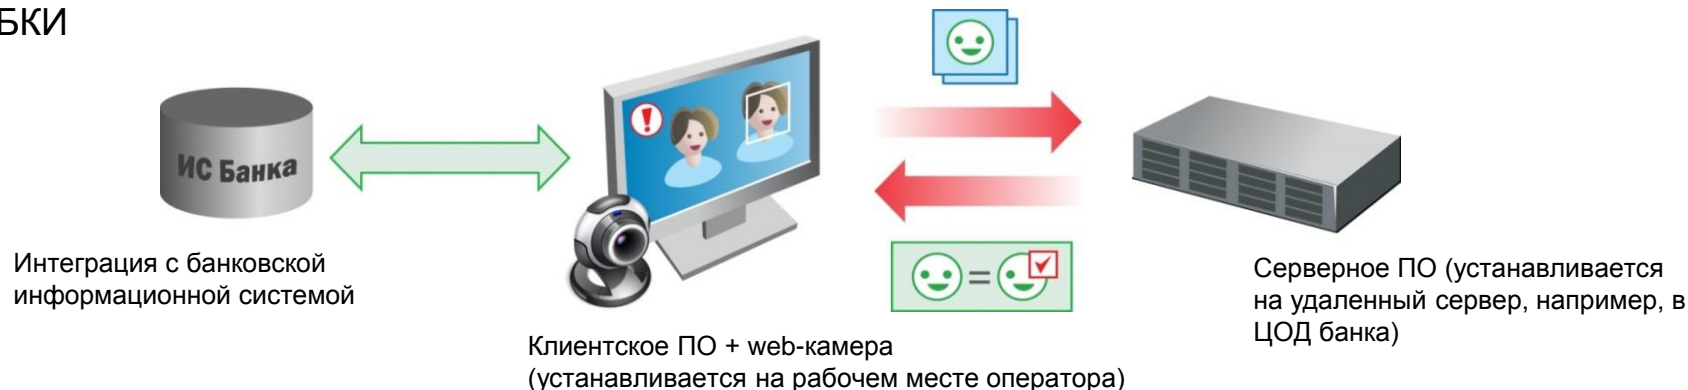 БКИ
ИС Банка
Интеграция с банковской
информационной системой
Клиентское ПО + web-камера
(устанавливается на рабочем месте оператора)
Серверное ПО (устанавливается
на удаленный сервер, например, в
ЦОД банка)